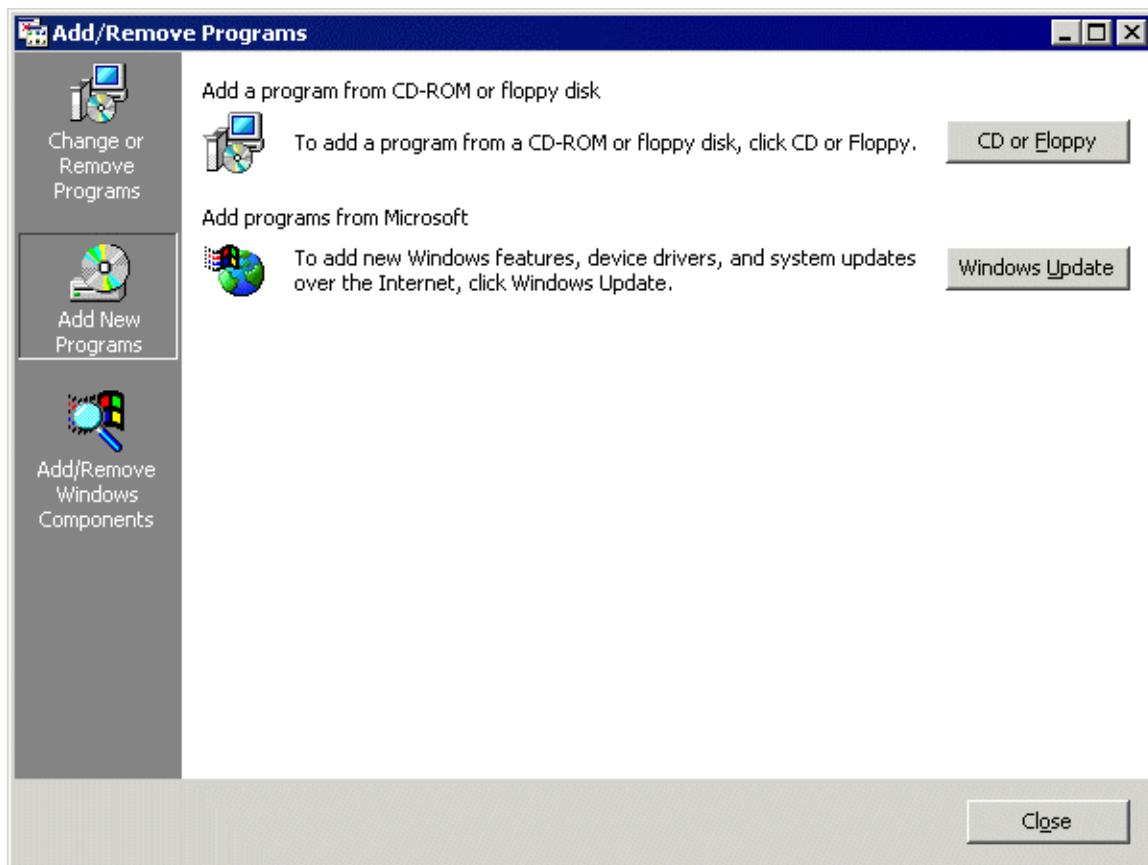 Add/Remove Programs
Change or
Remove
Programs
Add New
Programs
Add/Remove
Windows
Components
Add a program from CD-ROM or floppy disk
To add a program from a CD-ROM or floppy disk, click CD or Floppy.
CD or Floppy
Add programs from Microsoft
To add new Windows features, device drivers, and system updates
over the Internet, click Windows Update.
Windows Update
Close